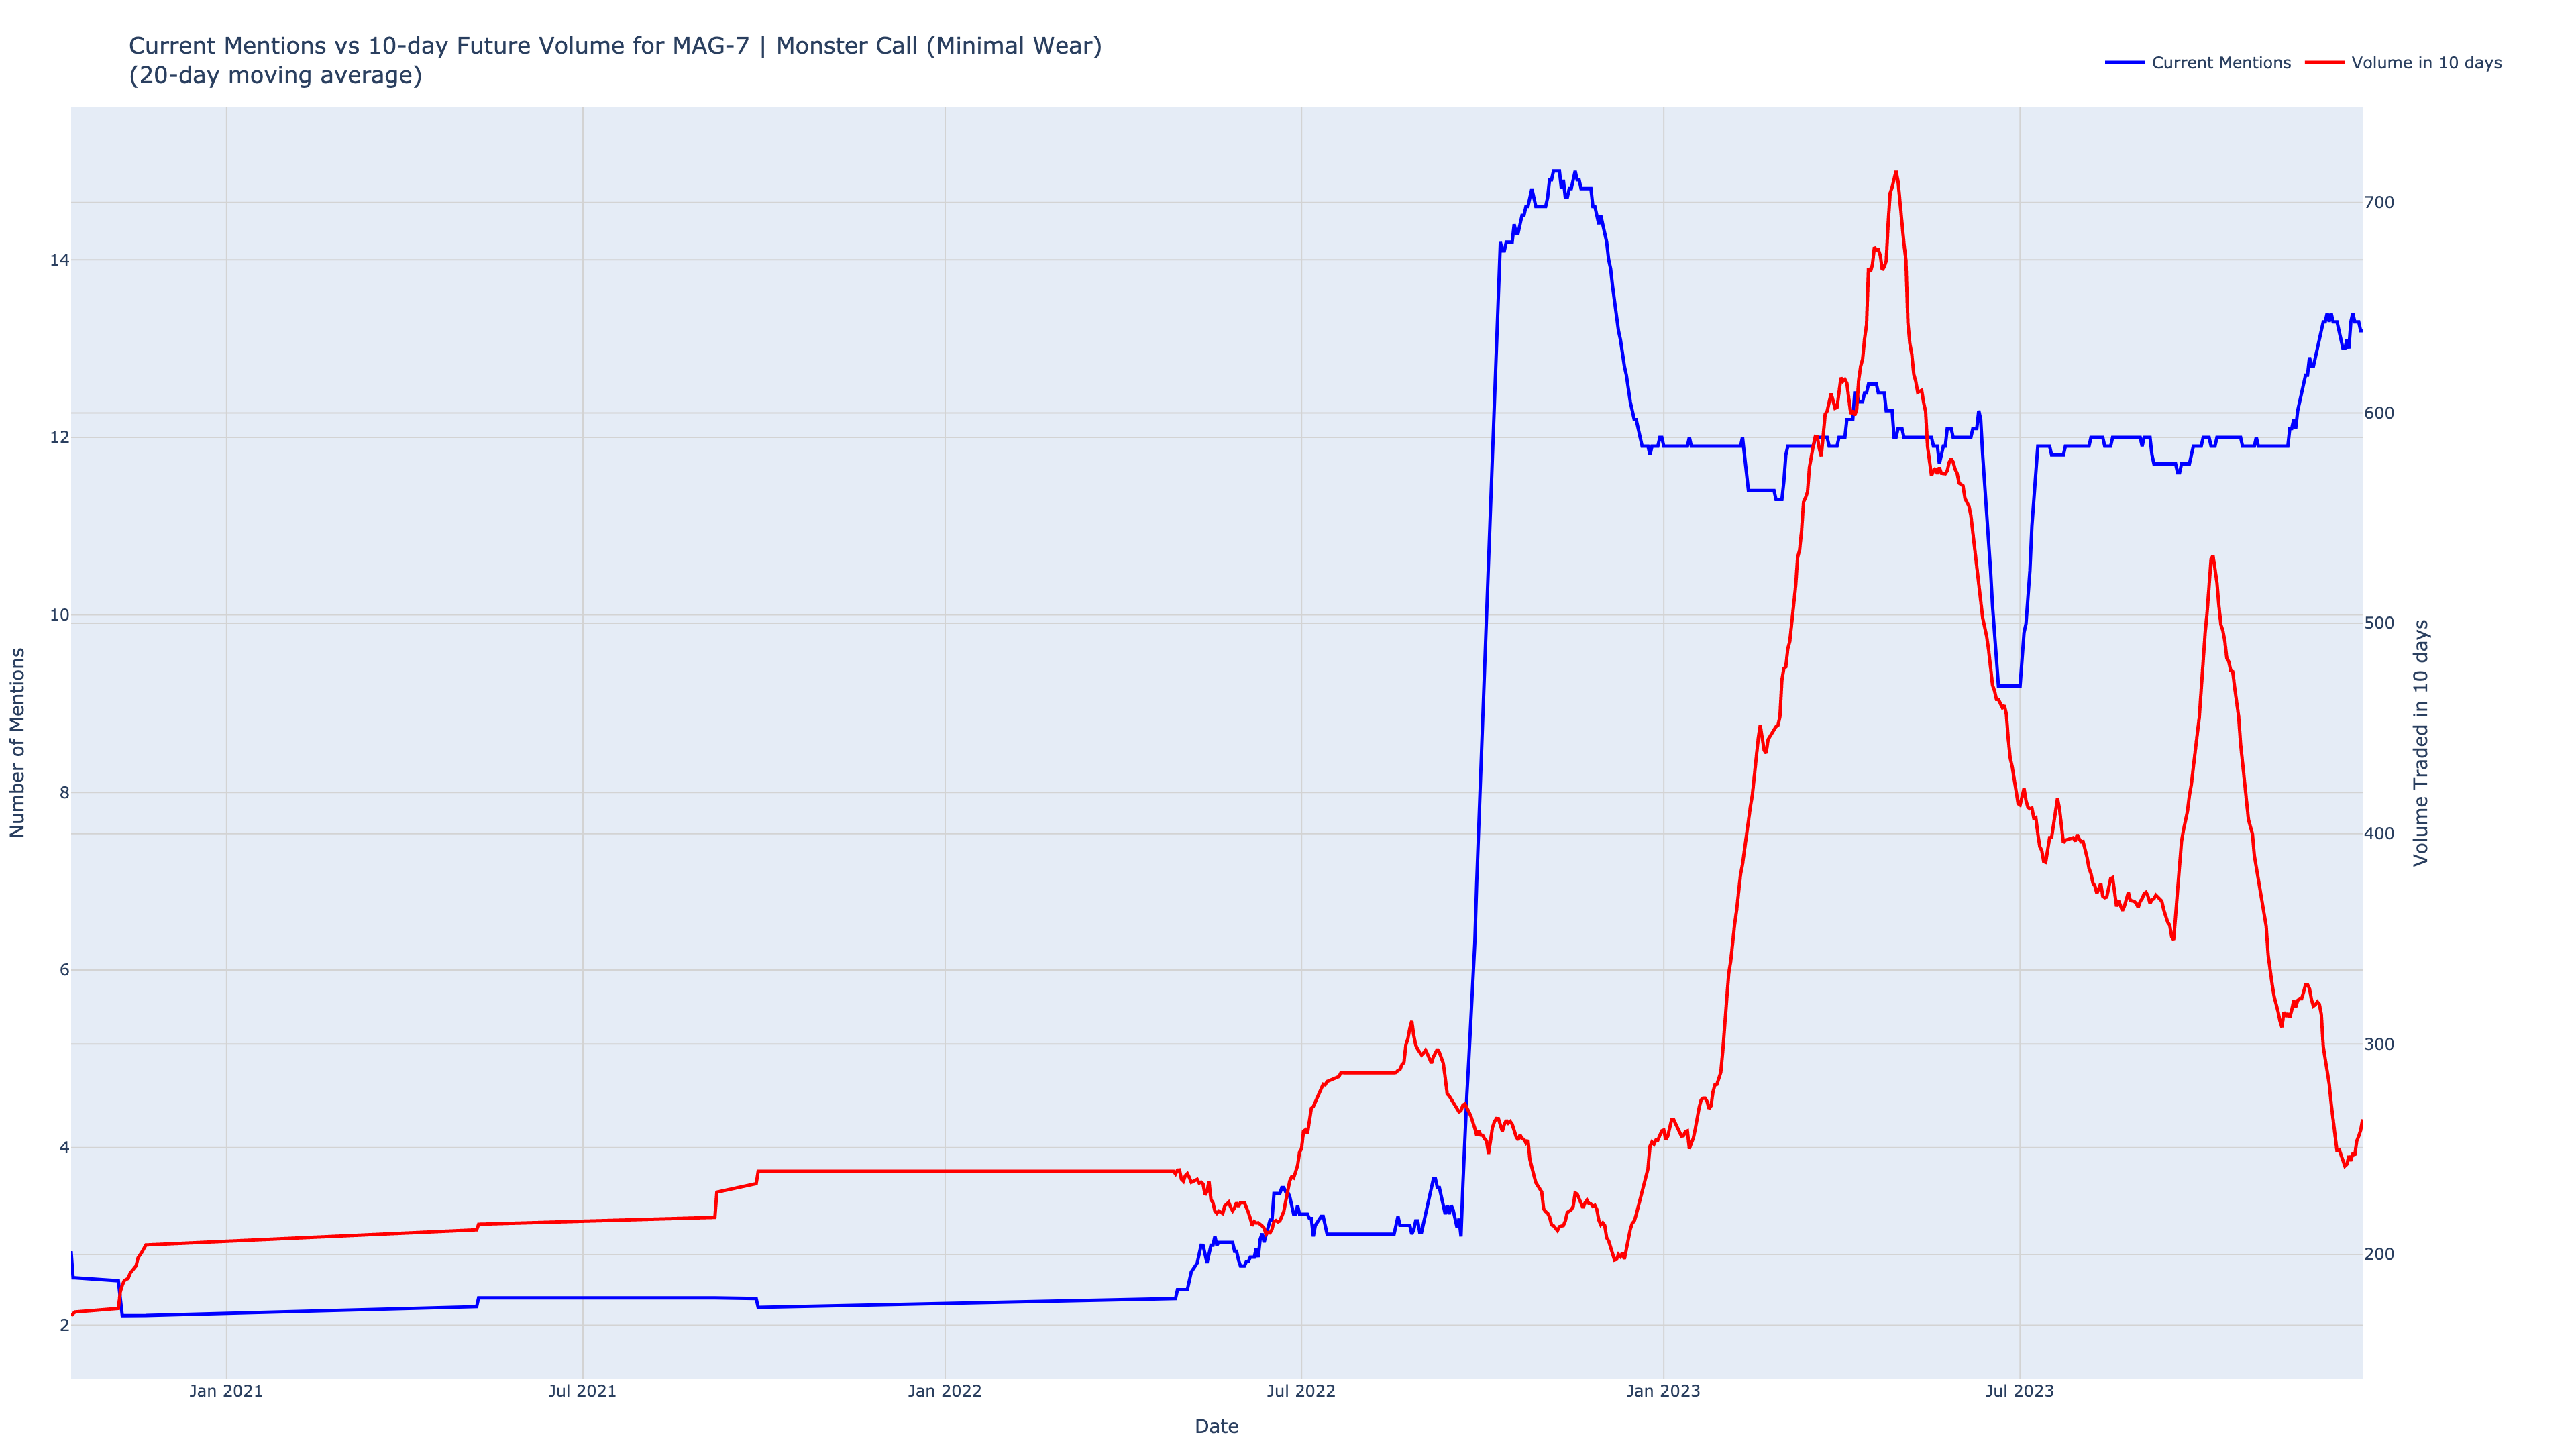 Current Mentions vs 10-day Future Volume for MAG-7 | Monster Call (Minimal Wear)
(20-day moving average)
Current Mentions
Volume in 10 days
Number of Mentions
14
12
10
8
6
4
2
700
600
500
400
300
200
Volume Traded in 10 days
Jan 2021
Jul 2021
Jan 2022
Jul 2022
Jan 2023
Jul 2023
Date